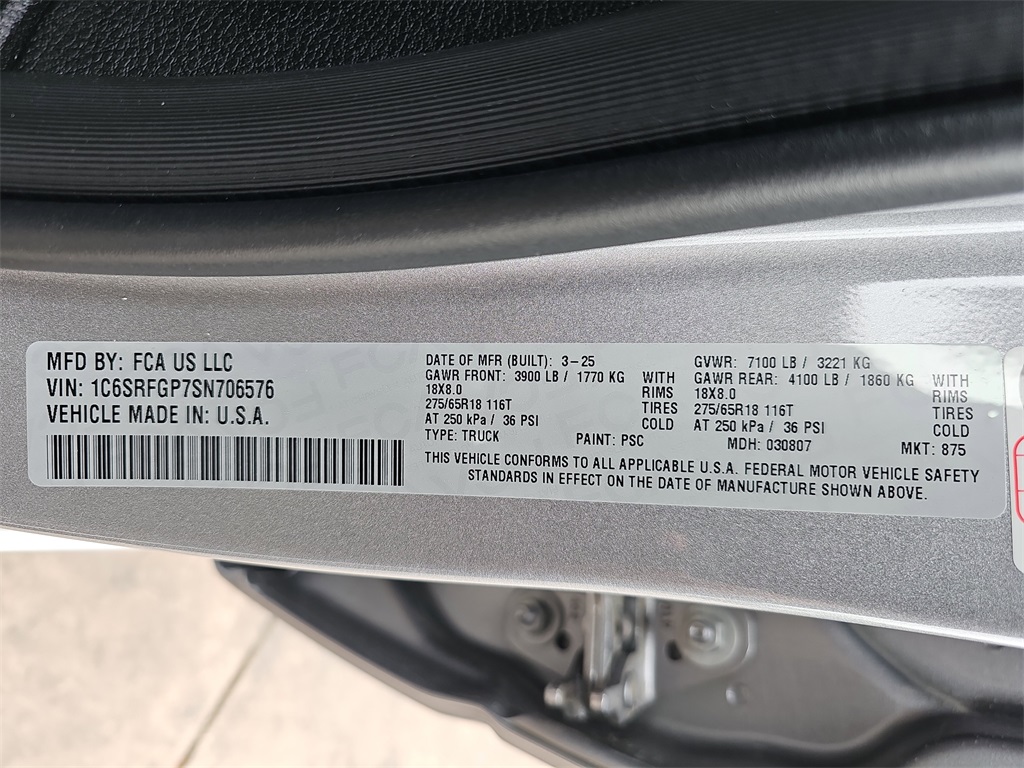 MFD BY: FCA US LLC
VIN: 1C6SRFGP7SN706576
VEHICLE MADE IN: U.S.A.
DATE OF MFR (BUILT): 3-25
GAWR FRONT: 3900 LB / 1770 KG WITH
18X8.0 RIMS
275/65R18 116T TIRES
AT 250 kPa / 36 PSI COLD
GVWR: 7100 LB / 3221 KG
GAWR REAR: 4100 LB / 1860 KG WITH
18X8.0 RIMS
275/65R18 116T TIRES
AT 250 kPa / 36 PSI COLD
TYPE: TRUCK PAINT: PSC MDH: 030807 MKT: 875
THIS VEHICLE CONFORMS TO ALL APPLICABLE U.S.A. FEDERAL MOTOR VEHICLE SAFETY
STANDARDS IN EFFECT ON THE DATE OF MANUFACTURE SHOWN ABOVE.